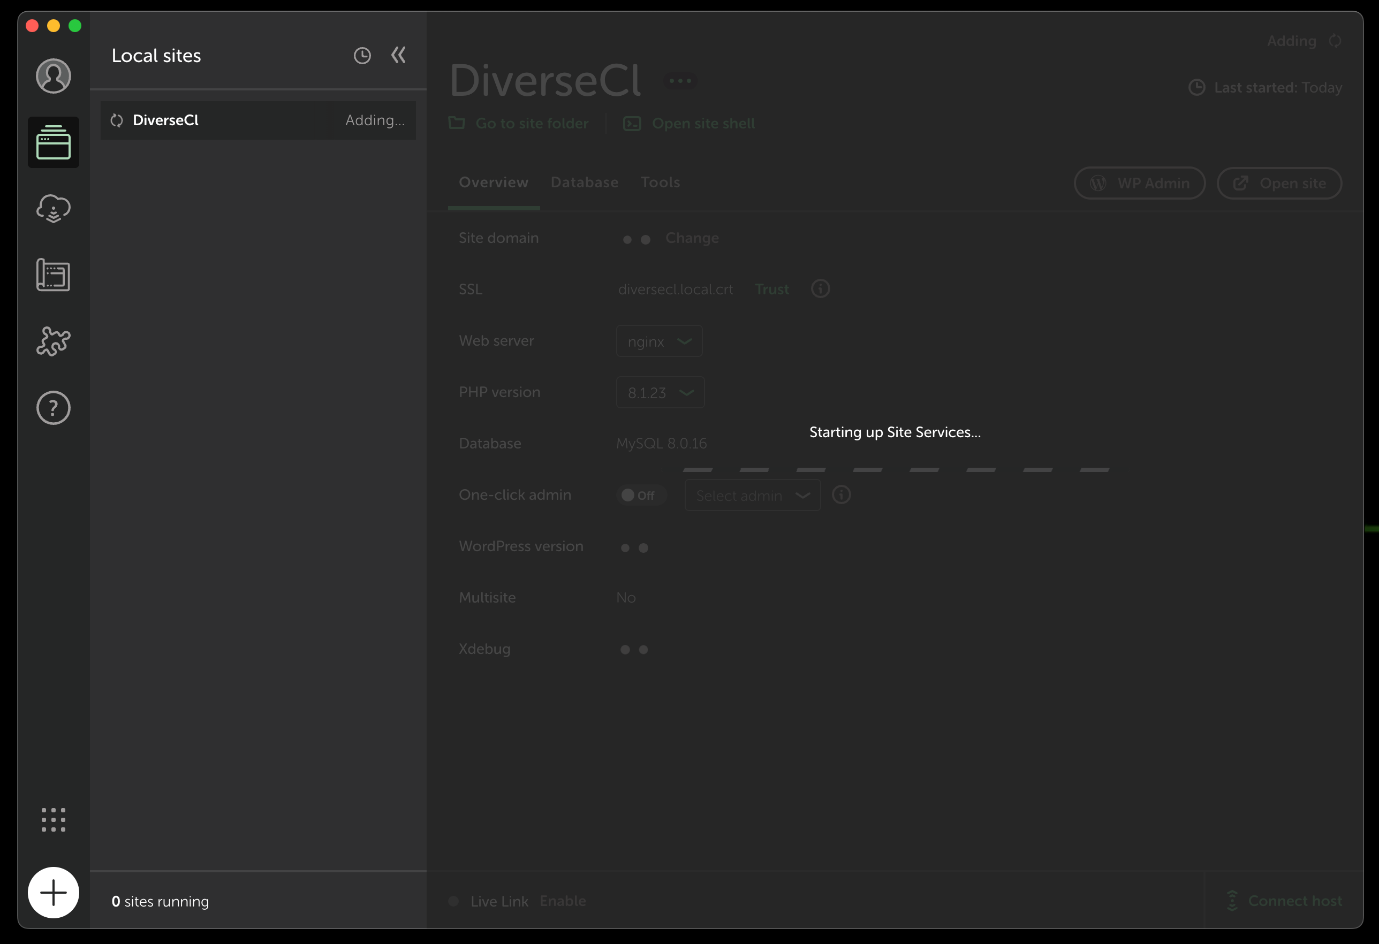 Local sites
DiverseCl
Adding...
0 sites running
Adding
DiverseCl
Last started: Today
Go to site folder
Open site shell
Overview
Database
Tools
WP Admin
Open site
Site domain
Change
SSL
diversecl.local.crt
Trust
Web server
nginx
PHP version
8.1.23
Starting up Site Services...
Database
MySQL 8.0.16
One-click admin
Off
Select admin
WordPress version
Multisite
No
Xdebug
Live Link
Enable
Connect host